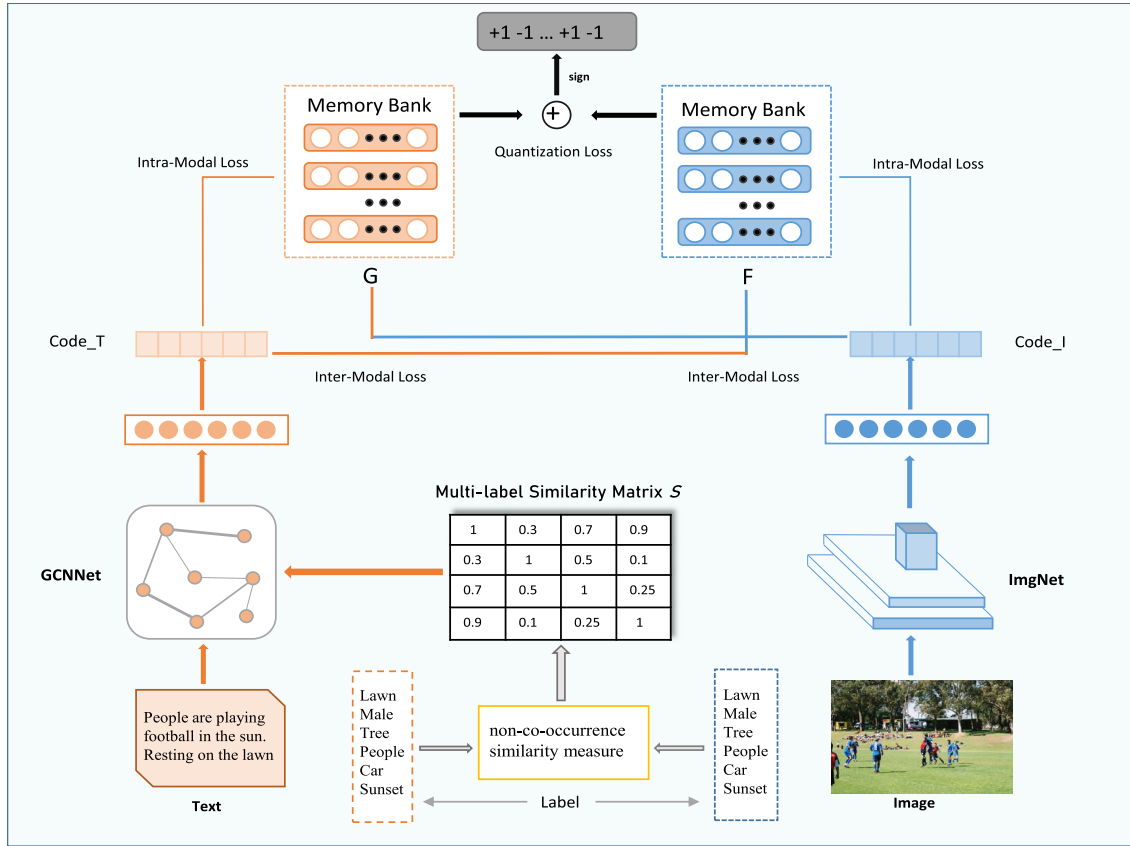 +1 -1 ... +1 -1
sign
Memory Bank
Memory Bank
Quantization Loss
Intra-Modal Loss
Intra-Modal Loss
G
F
Code_T
Code_I
Inter-Modal Loss
Inter-Modal Loss
Multi-label Similarity Matrix S
1 0.3 0.7 0.9
0.3 1 0.5 0.1
0.7 0.5 1 0.25
0.9 0.1 0.25 1
GCNNet
ImgNet
People are playing
football in the sun.
Resting on the lawn
Text
Lawn
Male
Tree
People
Car
Sunset
non-co-occurrence
similarity measure
Label
Lawn
Male
Tree
People
Car
Sunset
Image